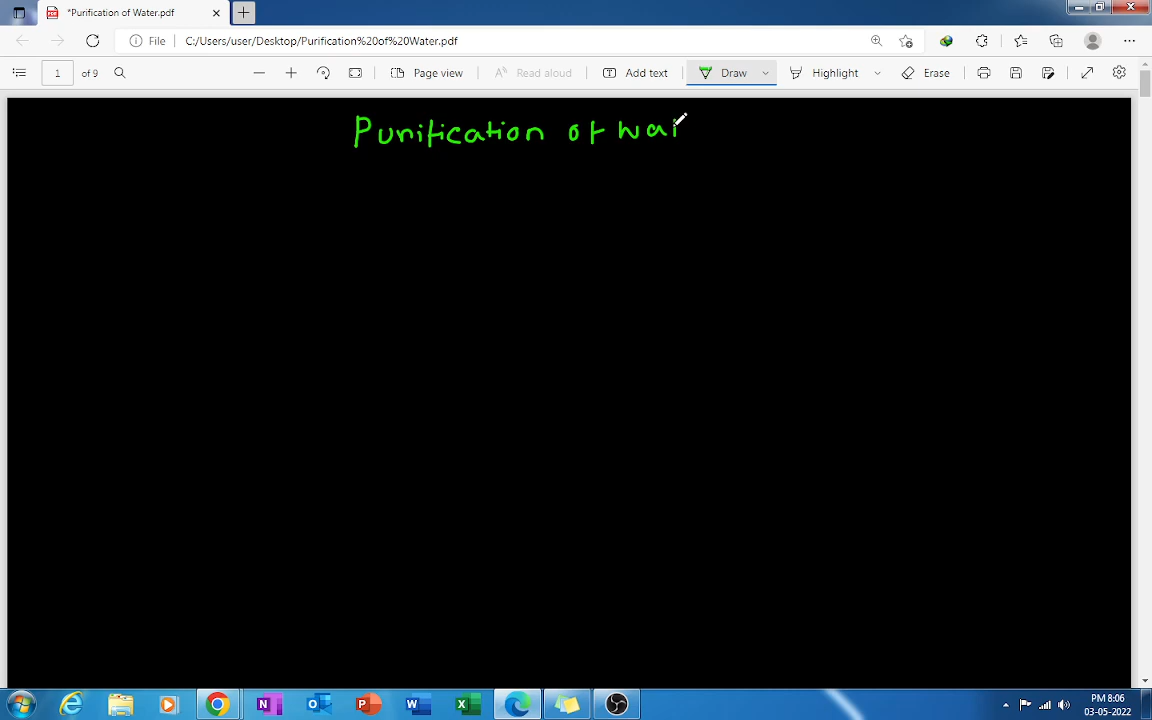 *Purification of Water.pdf
File C:/Users/user/Desktop/Purification%20of%20Water.pdf
1 of 9 Page view Read aloud Add text Draw Highlight Erase
Purification of wat
PM 8:06
03-05-2022